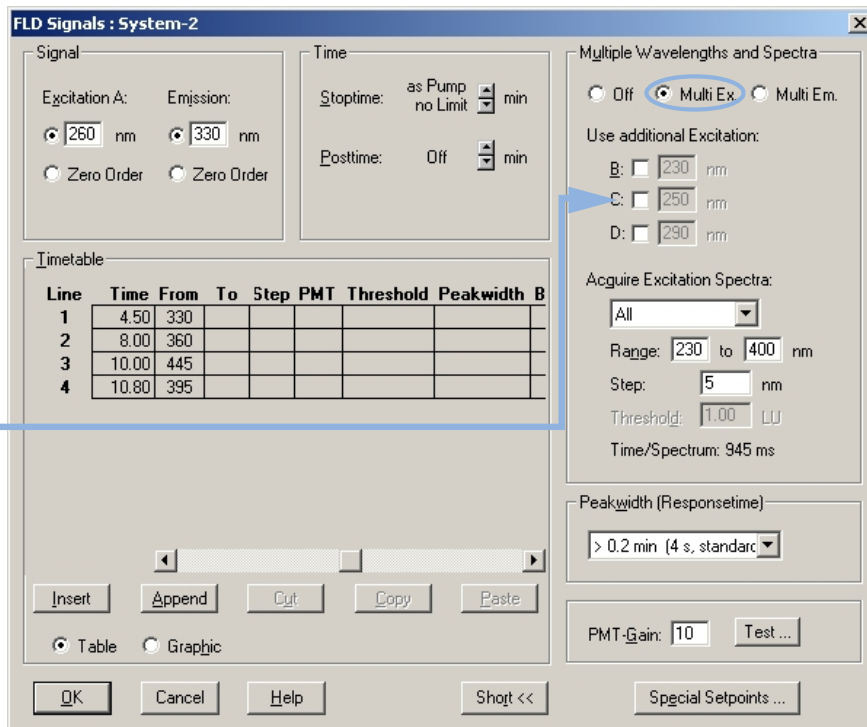 FLD Signals : System-2
Signal
Excitation A: Emission:
260 nm 330 nm
Zero Order Zero Order
Time
Stoptime: as Pump no Limit min
Posttime: Off min
Multiple Wavelengths and Spectra
Off Multi Ex. Multi Em.
Use additional Excitation:
B: 230 nm
C: 250 nm
D: 290 nm
Acquire Excitation Spectra:
All
Range: 230 to 400 nm
Step: 5 nm
Threshold: 1.00 LU
Time/Spectrum: 945 ms
Timetable
Line Time From To Step PMT Threshold Peakwidth B
1 4.50 330
2 8.00 360
3 10.00 445
4 10.80 395
Insert Append Cut Copy Paste
Table Graphic
Peakwidth (Responsetime)
> 0.2 min (4 s, standarc
PMT-Gain: 10 Test ...
OK Cancel Help Short << Special Setpoints ...